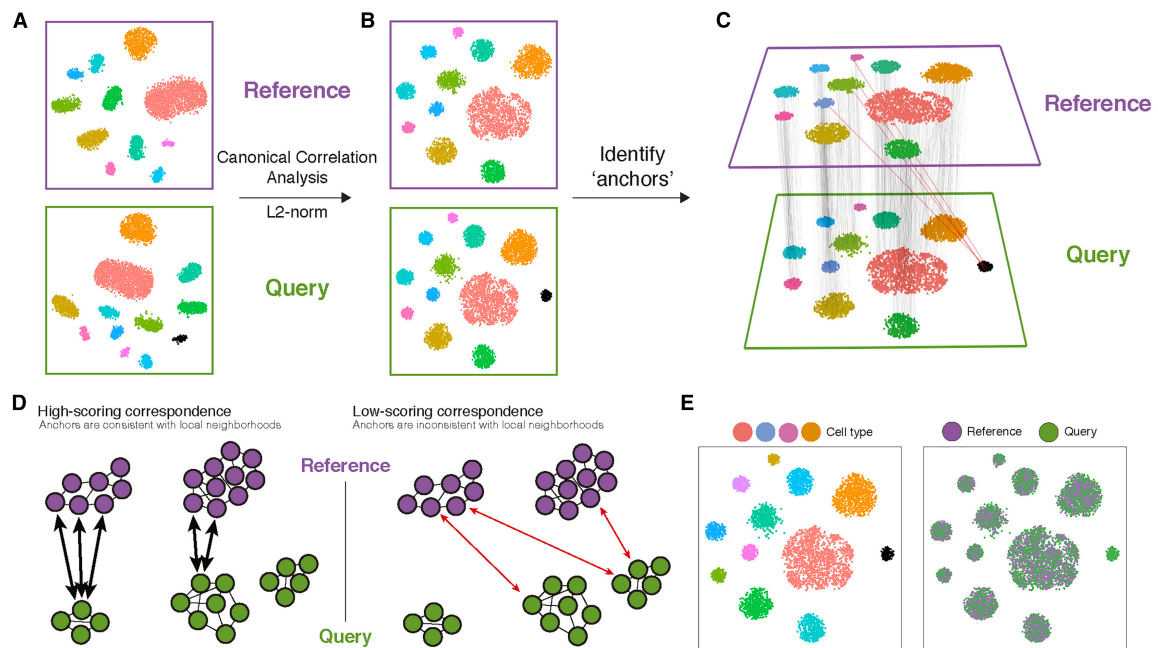 A
B
C
Reference
Canonical Correlation
Analysis
L2-norm
Query
Identify
‘anchors’
Reference
Query
D
High-scoring correspondence
Anchors are consistent with local neighborhoods
Low-scoring correspondence
Anchors are inconsistent with local neighborhoods
Reference
Query
E
Cell type
Reference
Query